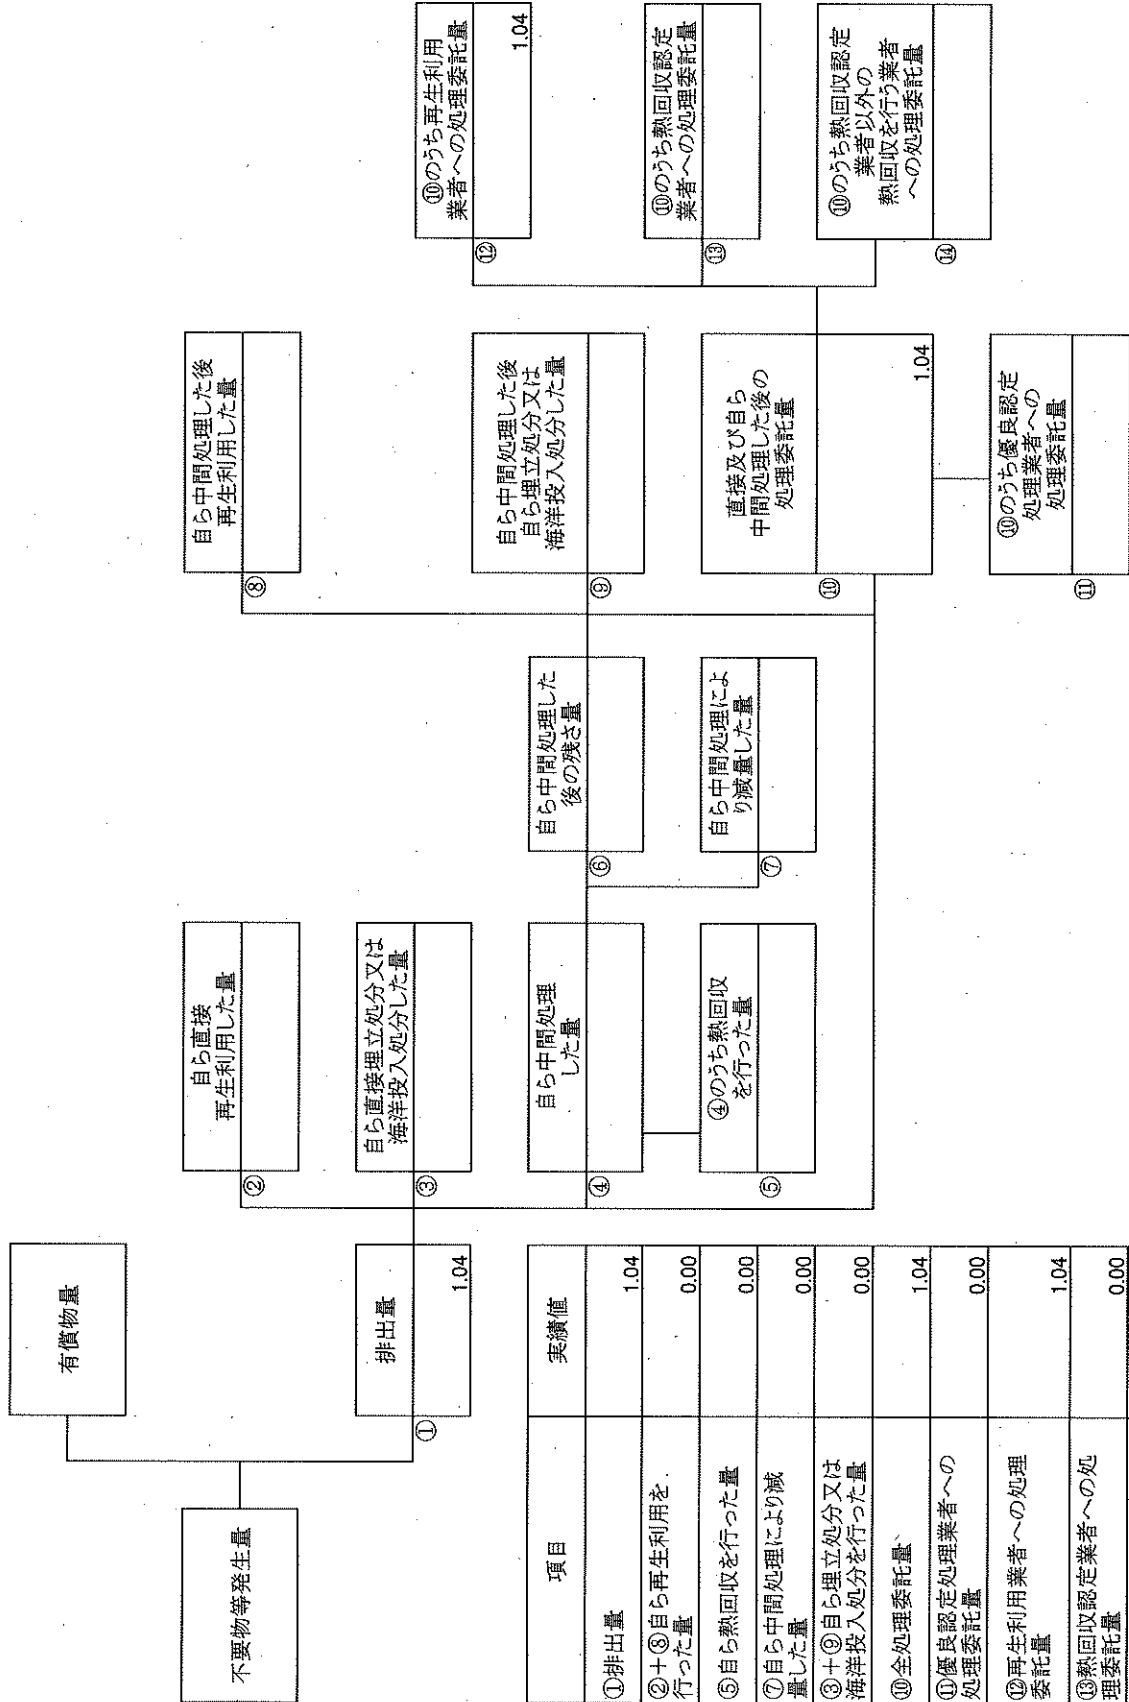 不要物等発生量
有償物量
排出量
①
1.04
②
自ら直接
再生利用した量
③
自ら直接埋立処分又は
海洋投入処分した量
④
自ら中間処理
した量
⑤
④のうち熱回収
を行った量
⑥
自ら中間処理した
後の残さ量
⑦
自ら中間処理によ
り減量した量
⑧
自ら中間処理した後
再生利用した量
⑨
自ら中間処理した後
自ら埋立処分又は
海洋投入処分した量
⑩
直接及び自ら
中間処理した後の
処理委託量
1.04
⑪
⑩のうち優良認定
処理業者への
処理委託量
⑫
⑩のうち再生利用
業者への処理委託量
1.04
⑬
⑩のうち熱回収認定
業者への処理委託量
⑭
⑩のうち熱回収認定
業者以外の
熱回収を行う業者
への処理委託量
項目 実績値
①排出量 1.04
②+⑧自ら再生利用を
行った量 0.00
⑤自ら熱回収を行った量 0.00
⑦自ら中間処理により減
量した量 0.00
③+⑨自ら埋立処分又は
海洋投入処分を行った量 0.00
⑩全処理委託量 1.04
⑪優良認定処理業者への
処理委託量 0.00
⑫再生利用業者への処理
委託量 1.04
⑬熱回収認定業者への処
理委託量 0.00